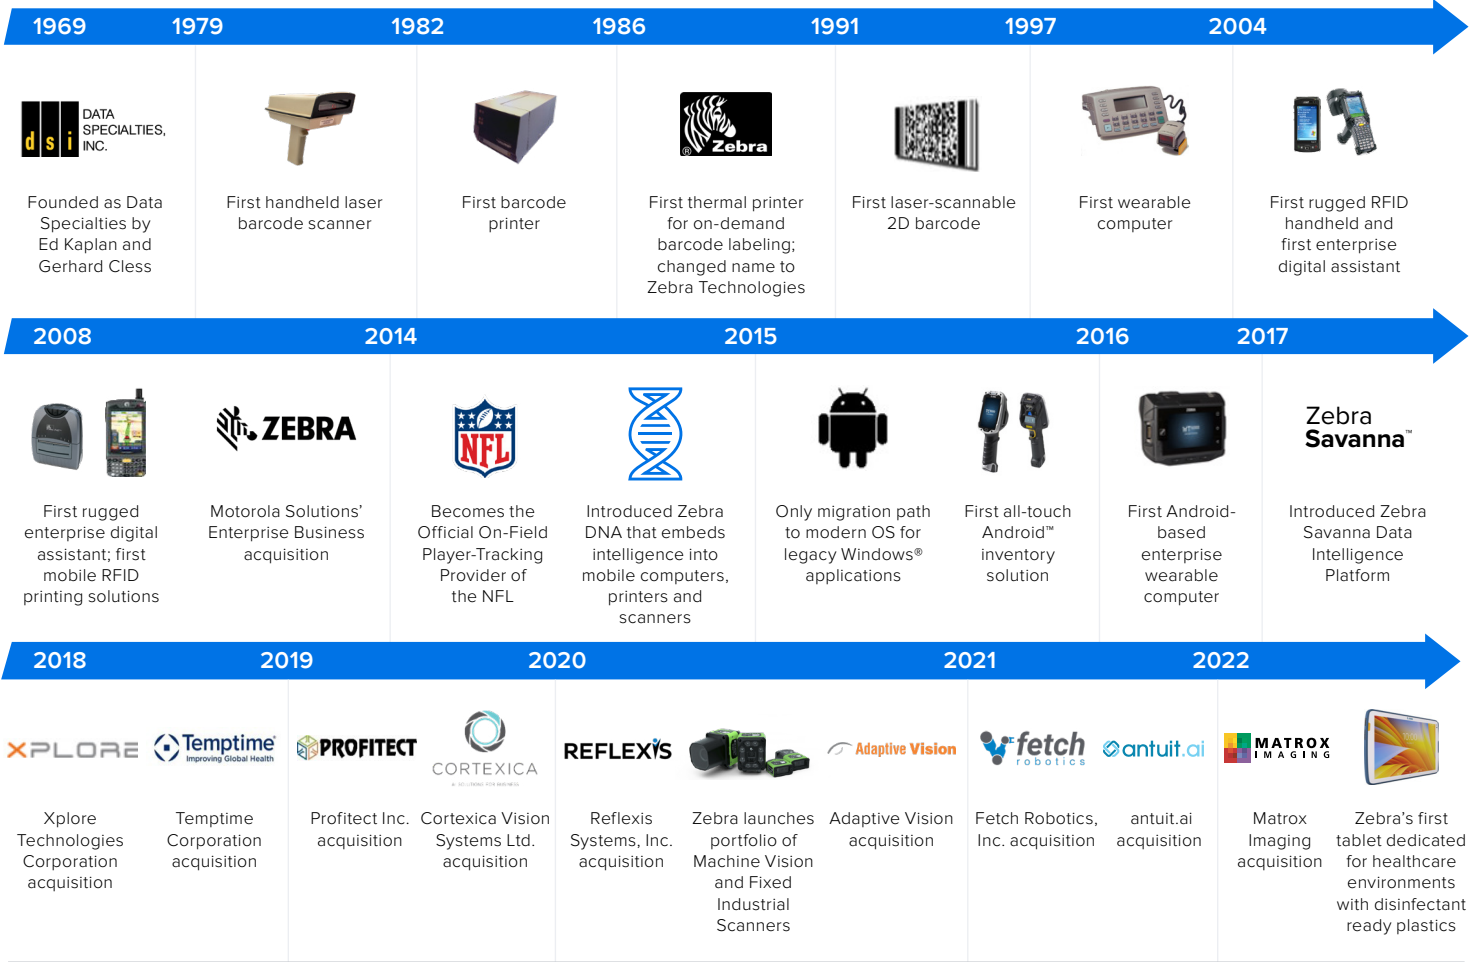 1969 1979 1982 1986 1991 1997 2004
dsi
DATA
SPECIALTIES,
INC.
Founded as Data
Specialties by
Ed Kaplan and
Gerhard Cless
First handheld laser
barcode scanner
First barcode
printer
® Zebra
First thermal printer
for on-demand
barcode labeling;
changed name to
Zebra Technologies
First laser-scannable
2D barcode
First wearable
computer
First rugged RFID
handheld and
first enterprise
digital assistant
2008 2014 2015 2016 2017
First rugged
enterprise digital
assistant; first
mobile RFID
printing solutions
ZEBRA
Motorola Solutions’
Enterprise Business
acquisition
NFL
Becomes the
Official On-Field
Player-Tracking
Provider of
the NFL
Introduced Zebra
DNA that embeds
intelligence into
mobile computers,
printers and
scanners
Only migration path
to modern OS for
legacy Windows®
applications
First all-touch
Android™
inventory
solution
First Android-
based
enterprise
wearable
computer
Zebra
Savanna™
Introduced Zebra
Savanna Data
Intelligence
Platform
2018 2019 2020 2021 2022
XPLORE
Xplore
Technologies
Corporation
acquisition
Temptime
Improving Global Health
Temptime
Corporation
acquisition
PROFITECT
Profitect Inc.
acquisition
CORTEXICA
AI SOLUTIONS FOR BUSINESS
Cortexica Vision
Systems Ltd.
acquisition
REFLEXIS
Reflexis
Systems, Inc.
acquisition
Zebra launches
portfolio of
Machine Vision
and Fixed
Industrial
Scanners
Adaptive Vision
Adaptive Vision
acquisition
fetch
robotics
Fetch Robotics,
Inc. acquisition
antuit.ai
antuit.ai
acquisition
MATROX
IMAGING
Matrox
Imaging
acquisition
Zebra’s first
tablet dedicated
for healthcare
environments
with disinfectant
ready plastics